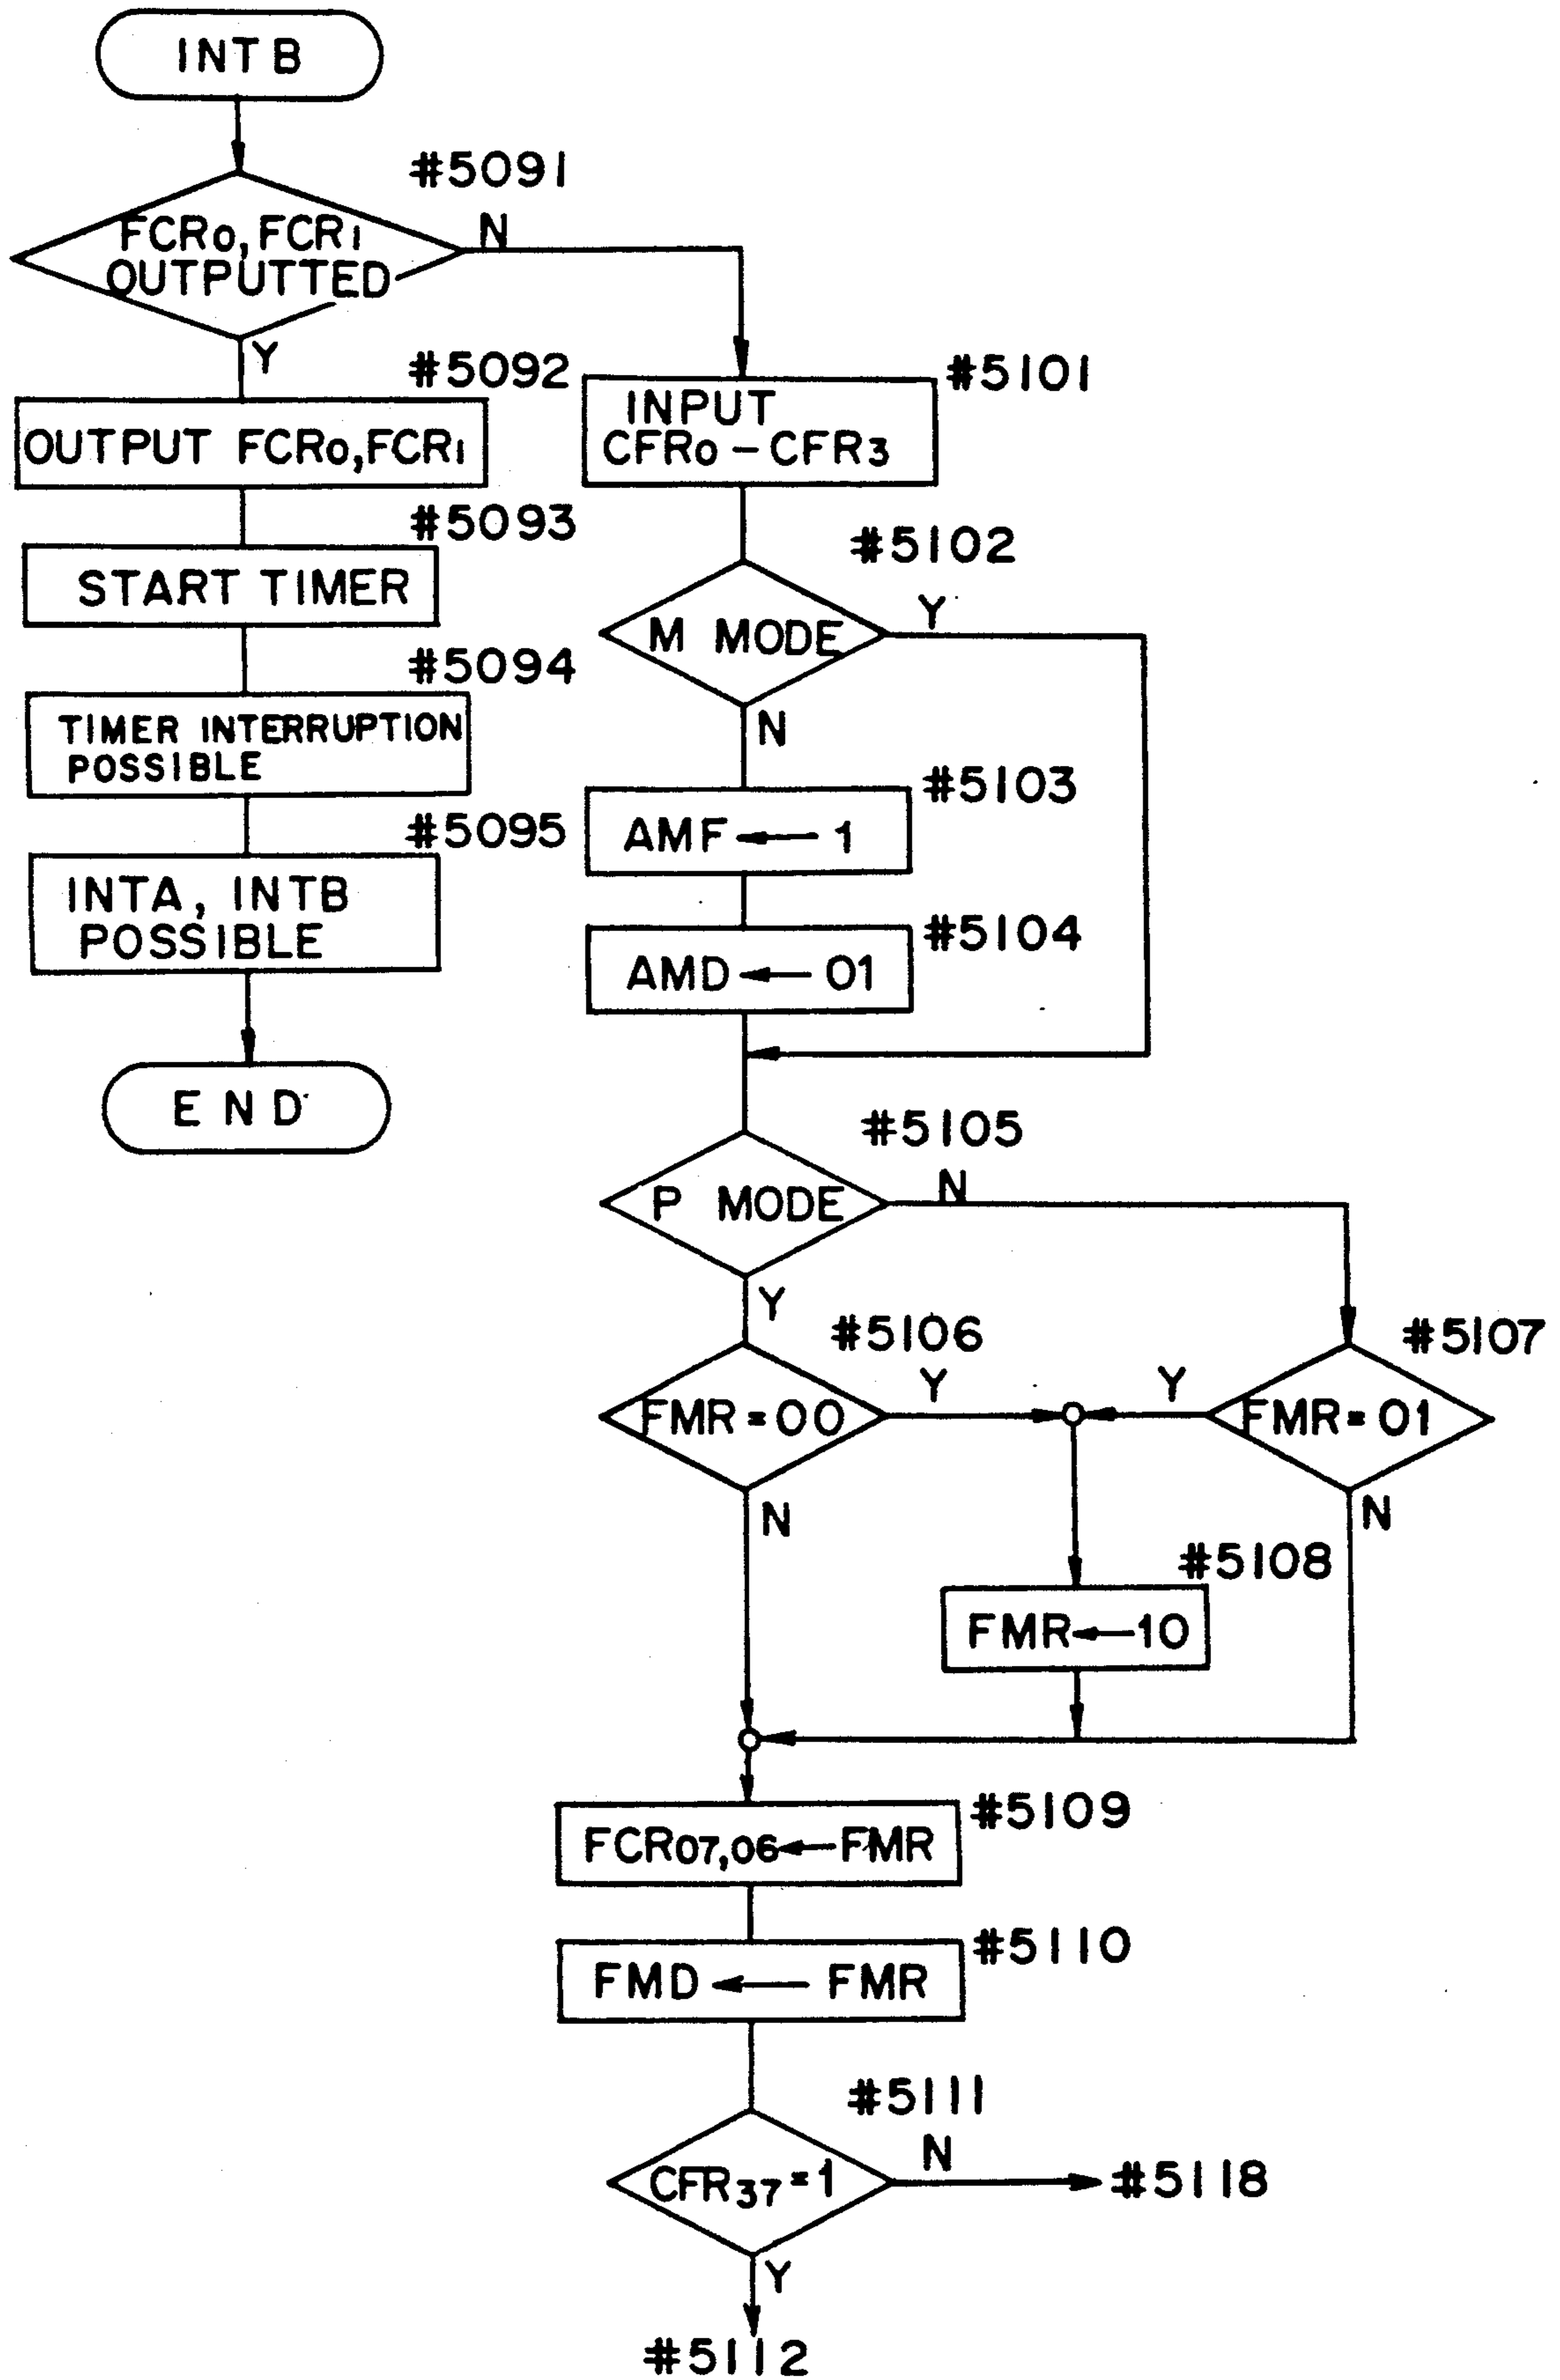 INTB
#5091
FCR0, FCR1
OUTPUTTED
N
Y
#5092
OUTPUT FCR0, FCR1
#5093
START TIMER
#5094
TIMER INTERRUPTION
POSSIBLE
#5095
INTA, INTB
POSSIBLE
END
#5101
INPUT
CFR0 – CFR3
#5102
M MODE
Y
N
#5103
AMF ← 1
#5104
AMD ← 01
#5105
P MODE
N
Y
#5106
FMR = 00
Y
N
#5107
FMR = 01
Y
N
#5108
FMR ← 10
#5109
FCR07,06 ← FMR
#5110
FMD ← FMR
#5111
CFR37 = 1
N
#5118
Y
#5112